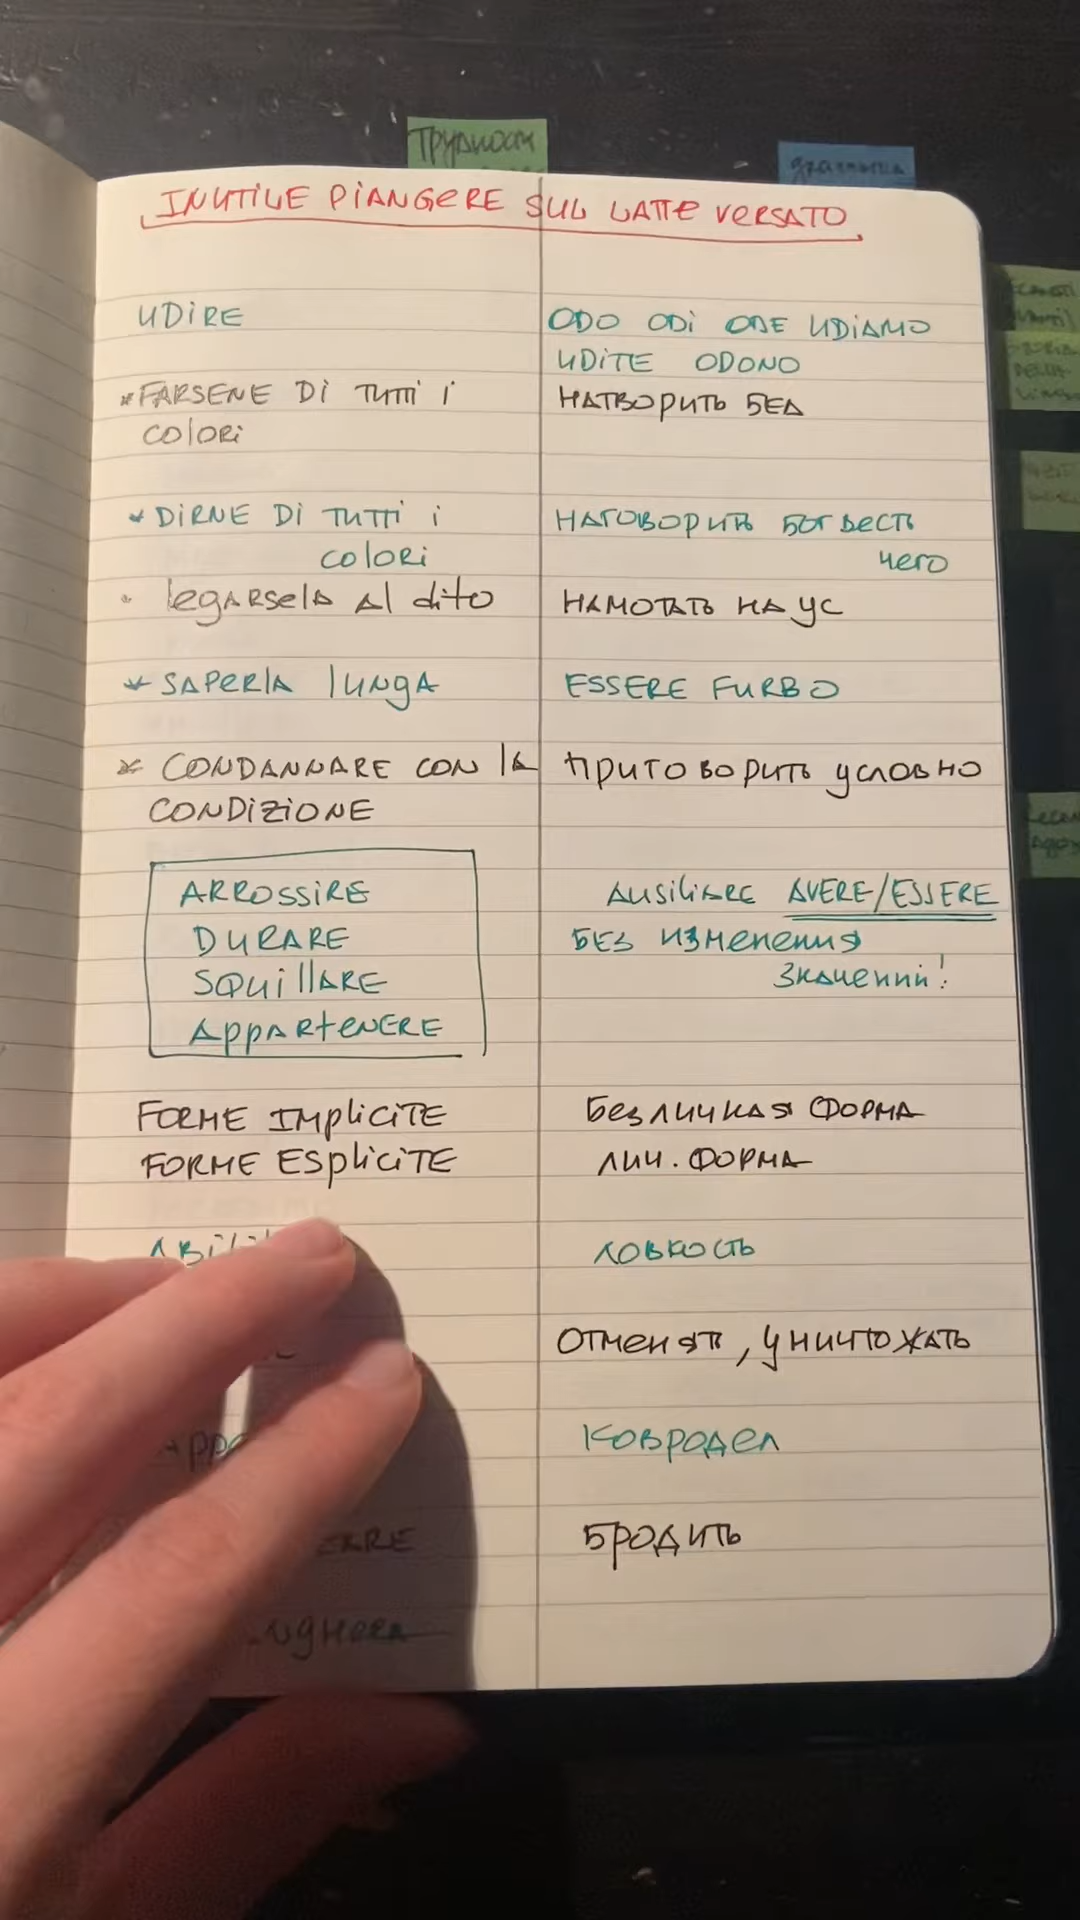 Трудност
grammatica
INUTILE PIANGERE SUL LATTE VERSATO
UDIRE
ODO ODI ODE UDIAMO
UDITE ODONO
*FARSENE DI TUTTI I
COLORI
НАТВОРИТЬ БЕД
* DIRNE DI TUTTI I
COLORI
НАГОВОРИТЬ БОГ ВЕСТЬ
чего
legarsela al dito
НАМОТАТЬ НА УС
* SAPERLA LUNGA
ESSERE FURBO
* CONDANNARE CON LA
CONDIZIONE
ПРИГОВОРИТЬ УСЛОВНО
ARROSSIRE
DURARE
SQUILLARE
APPARTENERE
AUSILIARE AVERE/ESSERE
БЕЗ ИЗМЕНЕНИЯ
ЗНАЧЕНИЙ!
FORME IMPLICITE
БЕЗЛИЧНАЯ ФОРМА
FORME ESPLICITE
ЛИЧ. ФОРМА
ЛОВКОСТЬ
ОТМЕНЯТЬ, УНИЧТОЖАТЬ
КОВРОДЕЛ
БРОДИТЬ